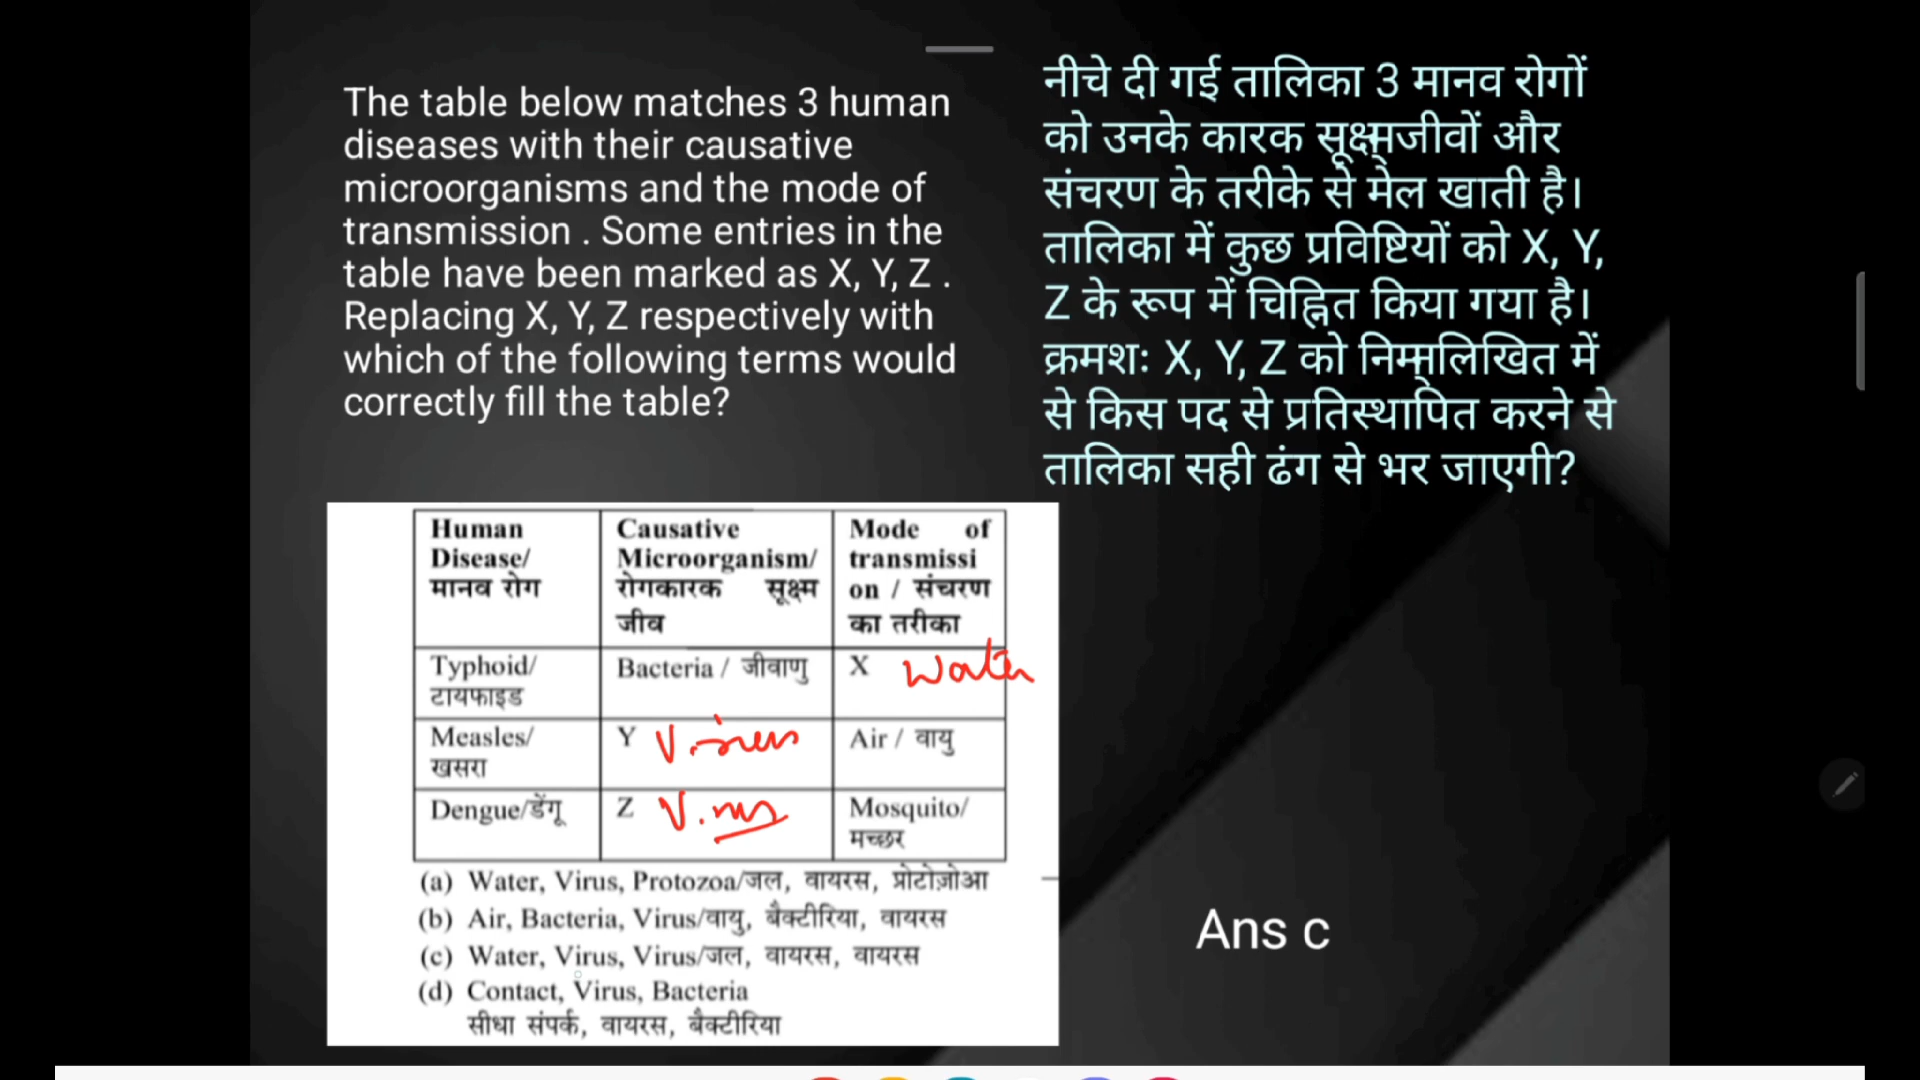 The table below matches 3 human
diseases with their causative
microorganisms and the mode of
transmission . Some entries in the
table have been marked as X, Y, Z .
Replacing X, Y, Z respectively with
which of the following terms would
correctly fill the table?
नीचे दी गई तालिका 3 मानव रोगों
को उनके कारक सूक्ष्मजीवों और
संचरण के तरीके से मेल खाती है।
तालिका में कुछ प्रविष्टियों को X, Y,
Z के रूप में चिह्नित किया गया है।
क्रमशः X, Y, Z को निम्नलिखित में
से किस पद से प्रतिस्थापित करने से
तालिका सही ढंग से भर जाएगी?
Human
Disease/
मानव रोग
Causative
Microorganism/
रोगकारक सूक्ष्म
जीव
Mode of
transmissi
on / संचरण
का तरीका
Typhoid/
टायफाइड
Bacteria / जीवाणु
X Water
Measles/
खसरा
Y Virus
Air / वायु
Dengue/डेंगू
Z Virus
Mosquito/
मच्छर
(a) Water, Virus, Protozoa/जल, वायरस, प्रोटोज़ोआ
(b) Air, Bacteria, Virus/वायु, बैक्टीरिया, वायरस
(c) Water, Virus, Virus/जल, वायरस, वायरस
(d) Contact, Virus, Bacteria
सीधा संपर्क, वायरस, बैक्टीरिया
Ans c